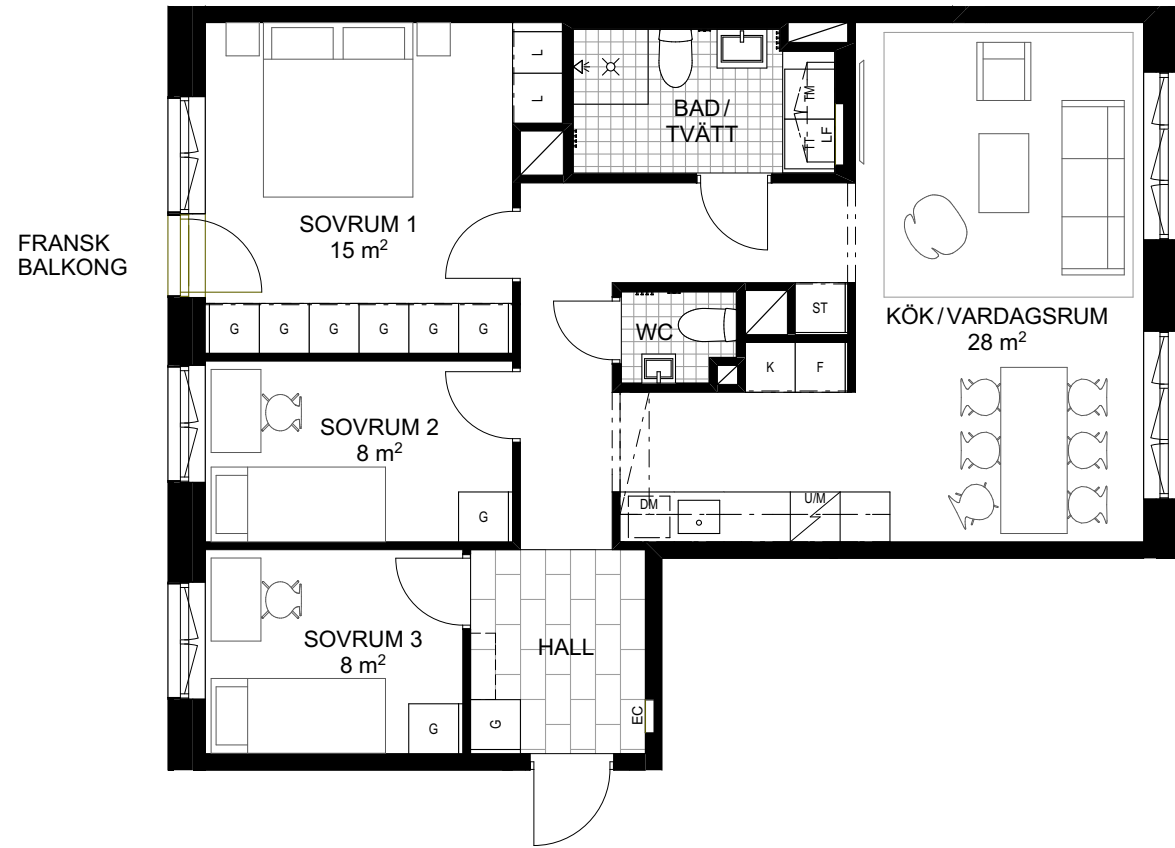 L
L
TM
TT
LF
BAD/
TVÄTT
SOVRUM 1
15 m²
FRANSK
BALKONG
G
G
G
G
G
G
WC
ST
K
F
KÖK/VARDAGSRUM
28 m²
SOVRUM 2
8 m²
G
DM
U/M
SOVRUM 3
8 m²
G
HALL
G
EC